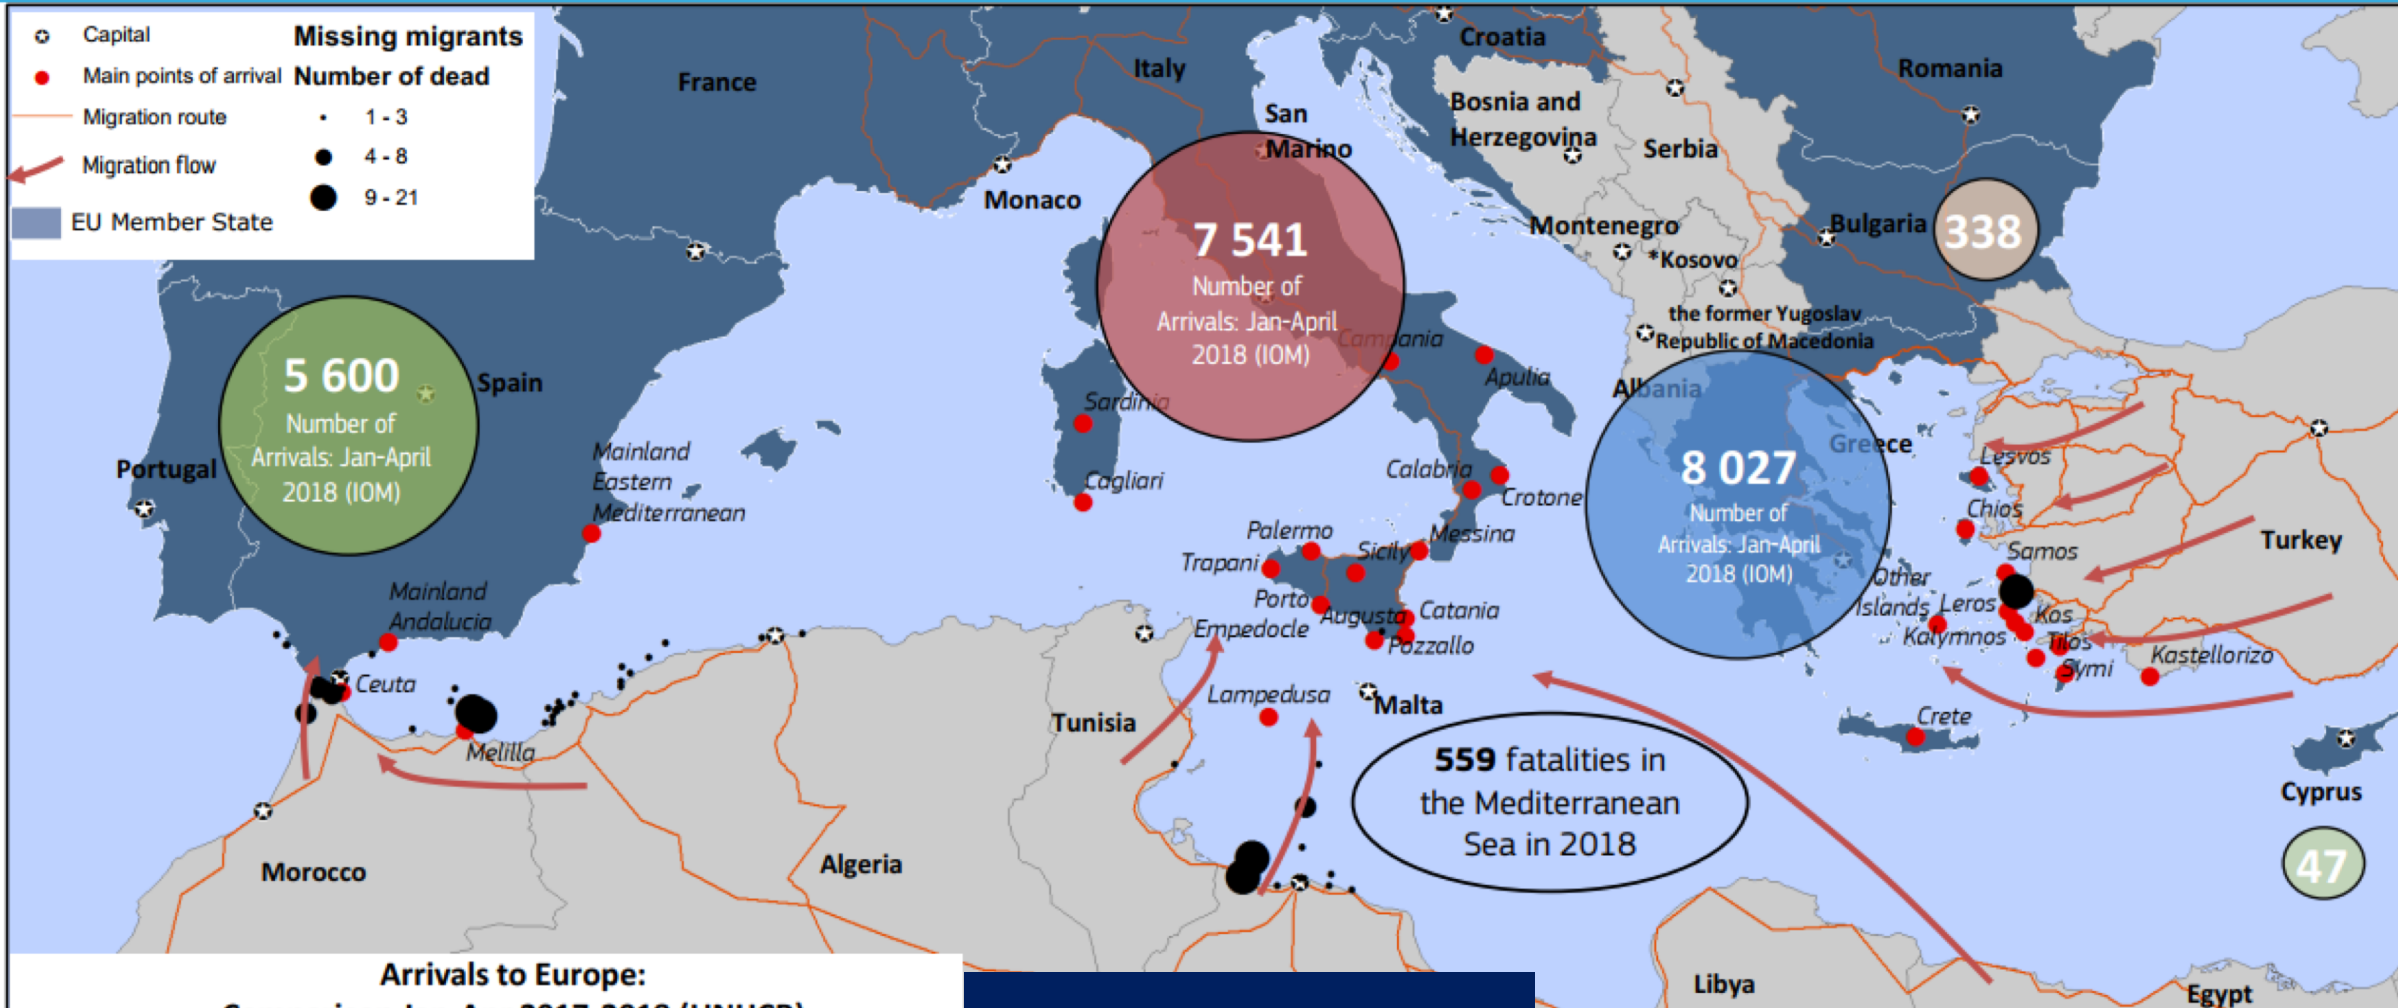 Capital
Main points of arrival
Migration route
Migration flow
EU Member State
Missing migrants
Number of dead
1 - 3
4 - 8
9 - 21
France
Italy
Croatia
Romania
San
Marino
Bosnia and
Herzegovina
Serbia
Monaco
Montenegro
*Kosovo
Bulgaria
338
the former Yugoslav
Republic of Macedonia
Albania
7 541
Number of
Arrivals: Jan-April
2018 (IOM)
Campania
Apulia
Sardinia
Cagliari
5 600
Number of
Arrivals: Jan-April
2018 (IOM)
Spain
Portugal
Mainland
Eastern
Mediterranean
Mainland
Andalucia
Ceuta
Melilla
Calabria
Crotone
Palermo
Trapani
Sicily
Messina
Porto
Empedocle
Augusta
Catania
Pozzallo
Lampedusa
Malta
8 027
Number of
Arrivals: Jan-April
2018 (IOM)
Greece
Lesvos
Chios
Samos
Other
Islands
Leros
Kos
Kalymnos
Tilos
Symi
Kastellorizo
Crete
Turkey
Cyprus
47
559 fatalities in
the Mediterranean
Sea in 2018
Tunisia
Morocco
Algeria
Libya
Egypt
Arrivals to Europe: